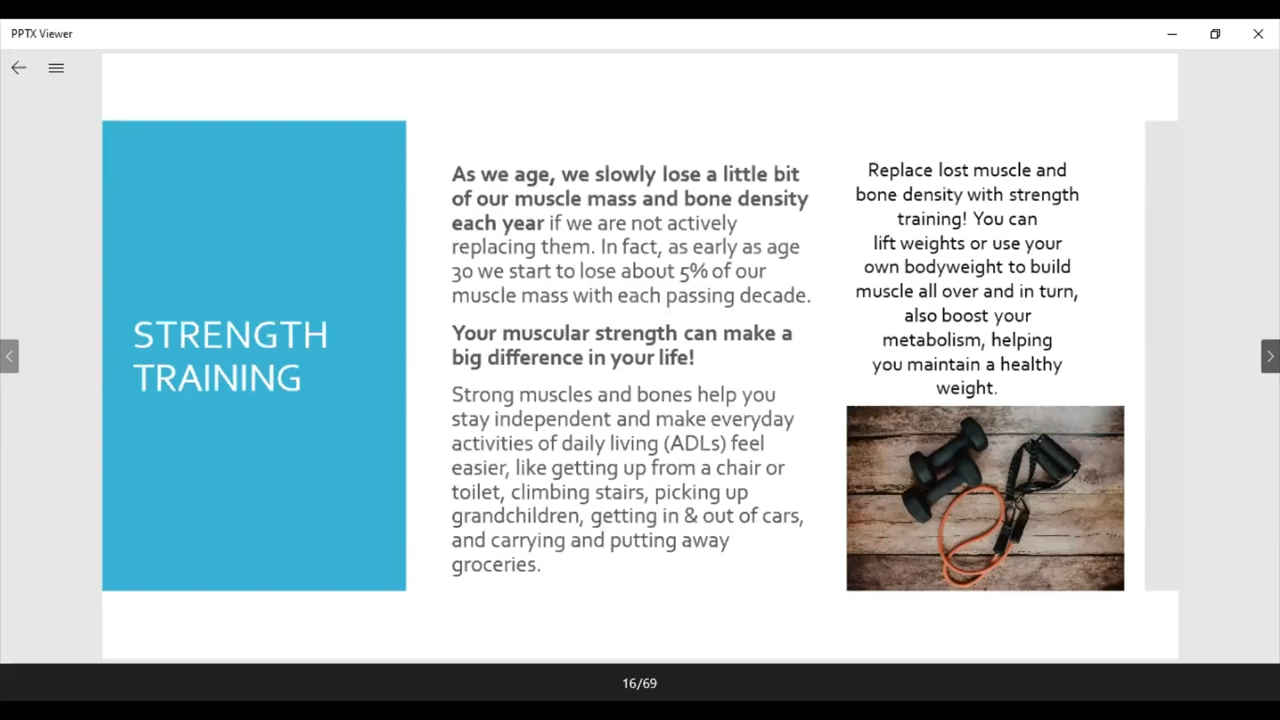 PPTX Viewer
STRENGTH
TRAINING
As we age, we slowly lose a little bit
of our muscle mass and bone density
each year if we are not actively
replacing them. In fact, as early as age
30 we start to lose about 5% of our
muscle mass with each passing decade.
Your muscular strength can make a
big difference in your life!
Strong muscles and bones help you
stay independent and make everyday
activities of daily living (ADLs) feel
easier, like getting up from a chair or
toilet, climbing stairs, picking up
grandchildren, getting in & out of cars,
and carrying and putting away
groceries.
Replace lost muscle and
bone density with strength
training! You can
lift weights or use your
own bodyweight to build
muscle all over and in turn,
also boost your
metabolism, helping
you maintain a healthy
weight.
16/69